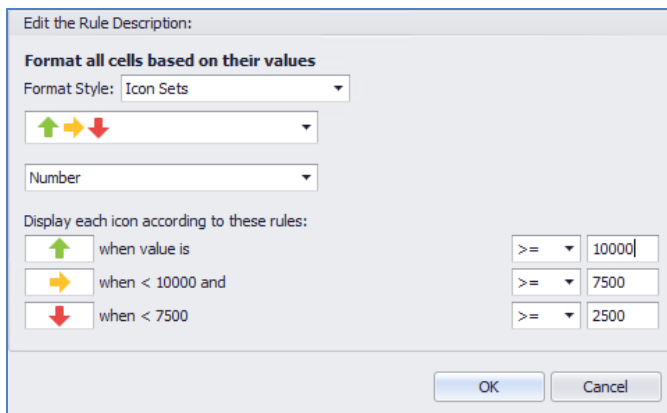 Edit the Rule Description:
Format all cells based on their values
Format Style: Icon Sets
Number
Display each icon according to these rules:
when value is >= 10000
when < 10000 and >= 7500
when < 7500 >= 2500
OK Cancel